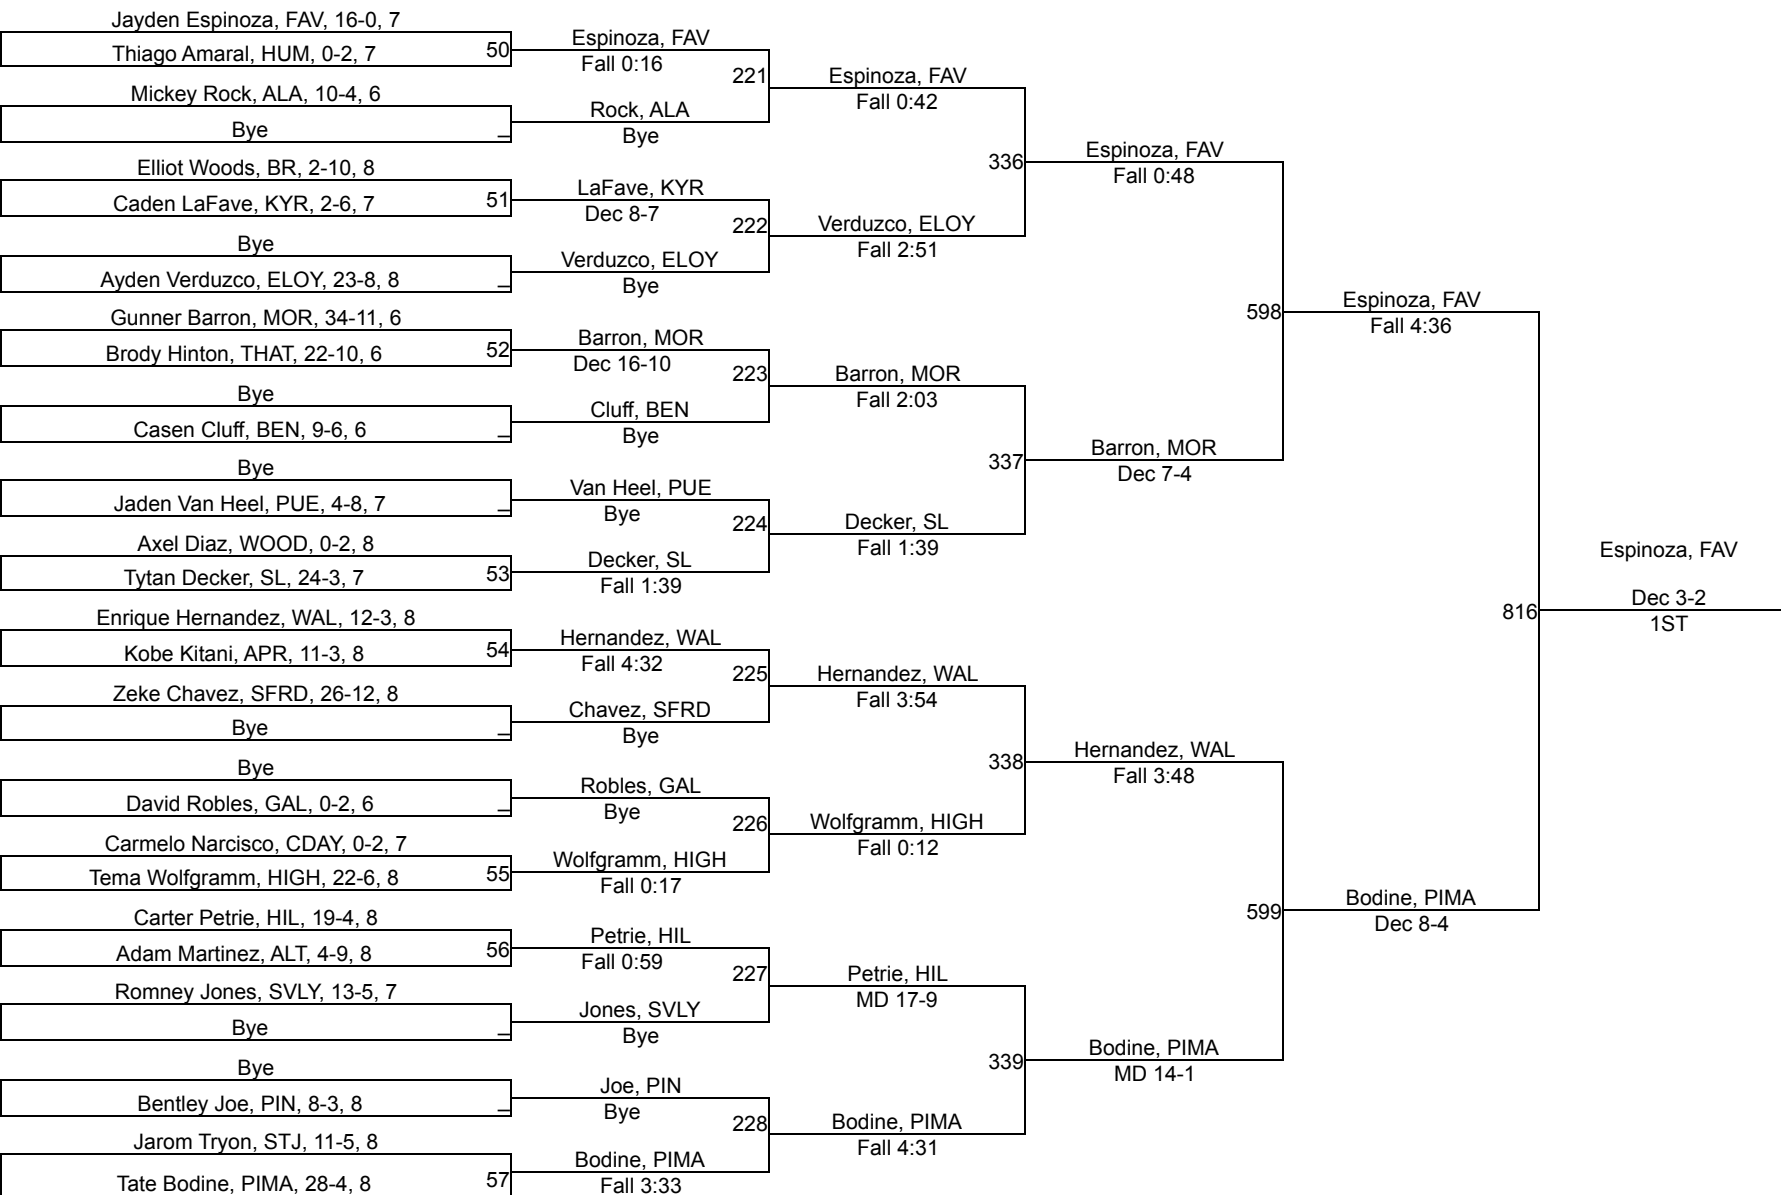 Jayden Espinoza, FAV, 16-0, 7
Thiago Amaral, HUM, 0-2, 7
50
Mickey Rock, ALA, 10-4, 6
Bye
_
Elliot Woods, BR, 2-10, 8
Caden LaFave, KYR, 2-6, 7
51
Bye
Ayden Verduzco, ELOY, 23-8, 8
_
Gunner Barron, MOR, 34-11, 6
Brody Hinton, THAT, 22-10, 6
52
Bye
Casen Cluff, BEN, 9-6, 6
_
Bye
Jaden Van Heel, PUE, 4-8, 7
_
Axel Diaz, WOOD, 0-2, 8
Tytan Decker, SL, 24-3, 7
53
Enrique Hernandez, WAL, 12-3, 8
Kobe Kitani, APR, 11-3, 8
54
Zeke Chavez, SFRD, 26-12, 8
Bye
_
Bye
David Robles, GAL, 0-2, 6
_
Carmelo Narcisco, CDAY, 0-2, 7
Tema Wolfgramm, HIGH, 22-6, 8
55
Carter Petrie, HIL, 19-4, 8
Adam Martinez, ALT, 4-9, 8
56
Romney Jones, SVLY, 13-5, 7
Bye
_
Bye
Bentley Joe, PIN, 8-3, 8
_
Jarom Tryon, STJ, 11-5, 8
Tate Bodine, PIMA, 28-4, 8
57
Espinoza, FAV
Fall 0:16
221
Rock, ALA
Bye
LaFave, KYR
Dec 8-7
222
Verduzco, ELOY
Bye
Barron, MOR
Dec 16-10
223
Cluff, BEN
Bye
Van Heel, PUE
Bye
224
Decker, SL
Fall 1:39
Hernandez, WAL
Fall 4:32
225
Chavez, SFRD
Bye
Robles, GAL
Bye
226
Wolfgramm, HIGH
Fall 0:17
Petrie, HIL
Fall 0:59
227
Jones, SVLY
Bye
Joe, PIN
Bye
228
Bodine, PIMA
Fall 3:33
Espinoza, FAV
Fall 0:42
336
Verduzco, ELOY
Fall 2:51
Barron, MOR
Fall 2:03
337
Decker, SL
Fall 1:39
Hernandez, WAL
Fall 3:54
338
Wolfgramm, HIGH
Fall 0:12
Petrie, HIL
MD 17-9
339
Bodine, PIMA
Fall 4:31
Espinoza, FAV
Fall 0:48
598
Barron, MOR
Dec 7-4
Hernandez, WAL
Fall 3:48
599
Bodine, PIMA
MD 14-1
Espinoza, FAV
Fall 4:36
816
Bodine, PIMA
Dec 8-4
Espinoza, FAV
Dec 3-2
1ST